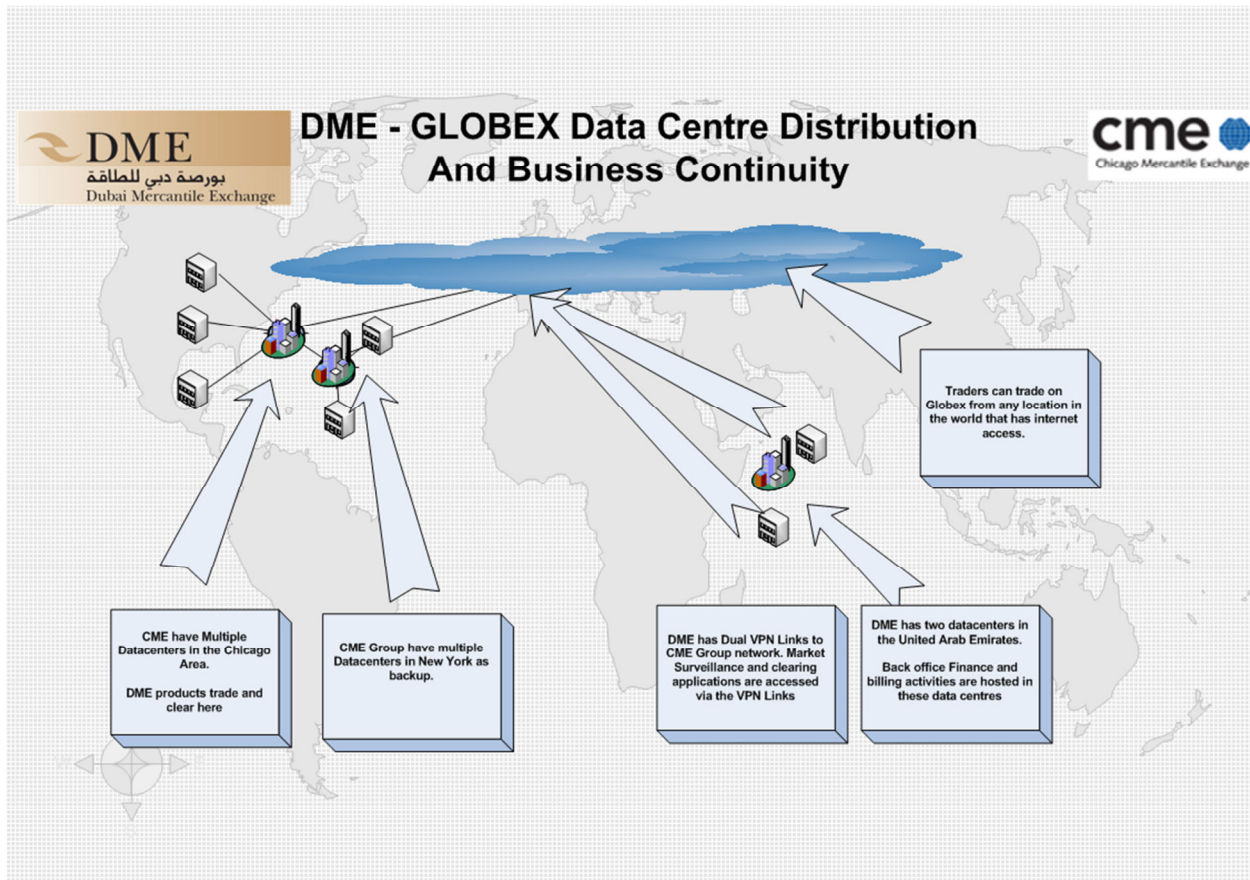 DME - GLOBEX Data Centre Distribution
And Business Continuity
DME
بورصة دبي للطاقة
Dubai Mercantile Exchange
cme
Chicago Mercantile Exchange
Traders can trade on
Globex from any location in
the world that has internet
access.
CME have Multiple
Datacenters in the Chicago
Area.
DME products trade and
clear here
CME Group have multiple
Datacenters in New York as
backup.
DME has Dual VPN Links to
CME Group network. Market
Surveillance and clearing
applications are accessed
via the VPN Links
DME has two datacenters in
the United Arab Emirates.
Back office Finance and
billing activities are hosted in
these data centres